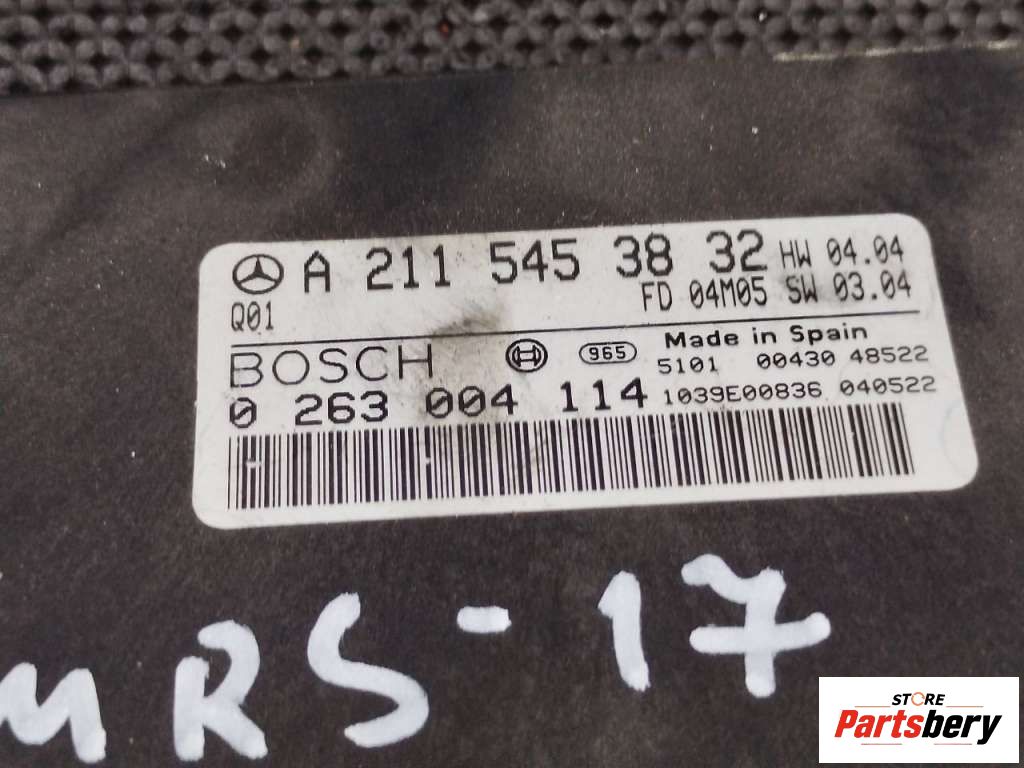 A 211 545 38 32 HW 04.04
Q01 FD 04M05 SW 03.04
BOSCH 965 Made in Spain
5101 00430 48522
0 263 004 114 1039E00836 040522
MRS-17
STORE
Partsbery